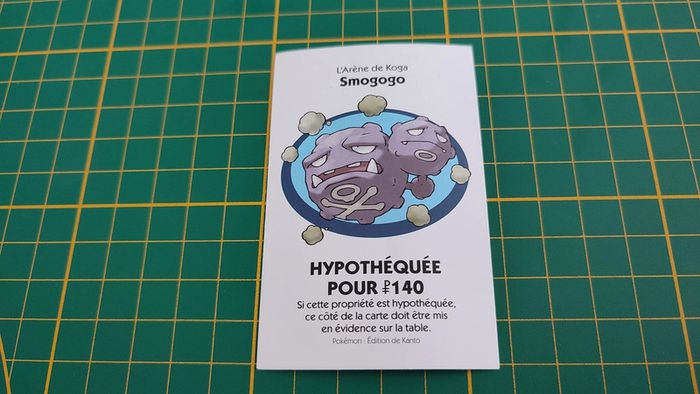 L'Arène de Koga
Smogogo
HYPOTHÉQUÉE
POUR ₽140
Si cette propriété est hypothéquée,
ce côté de la carte doit être mis
en évidence sur la table.
Pokémon : Édition de Kanto